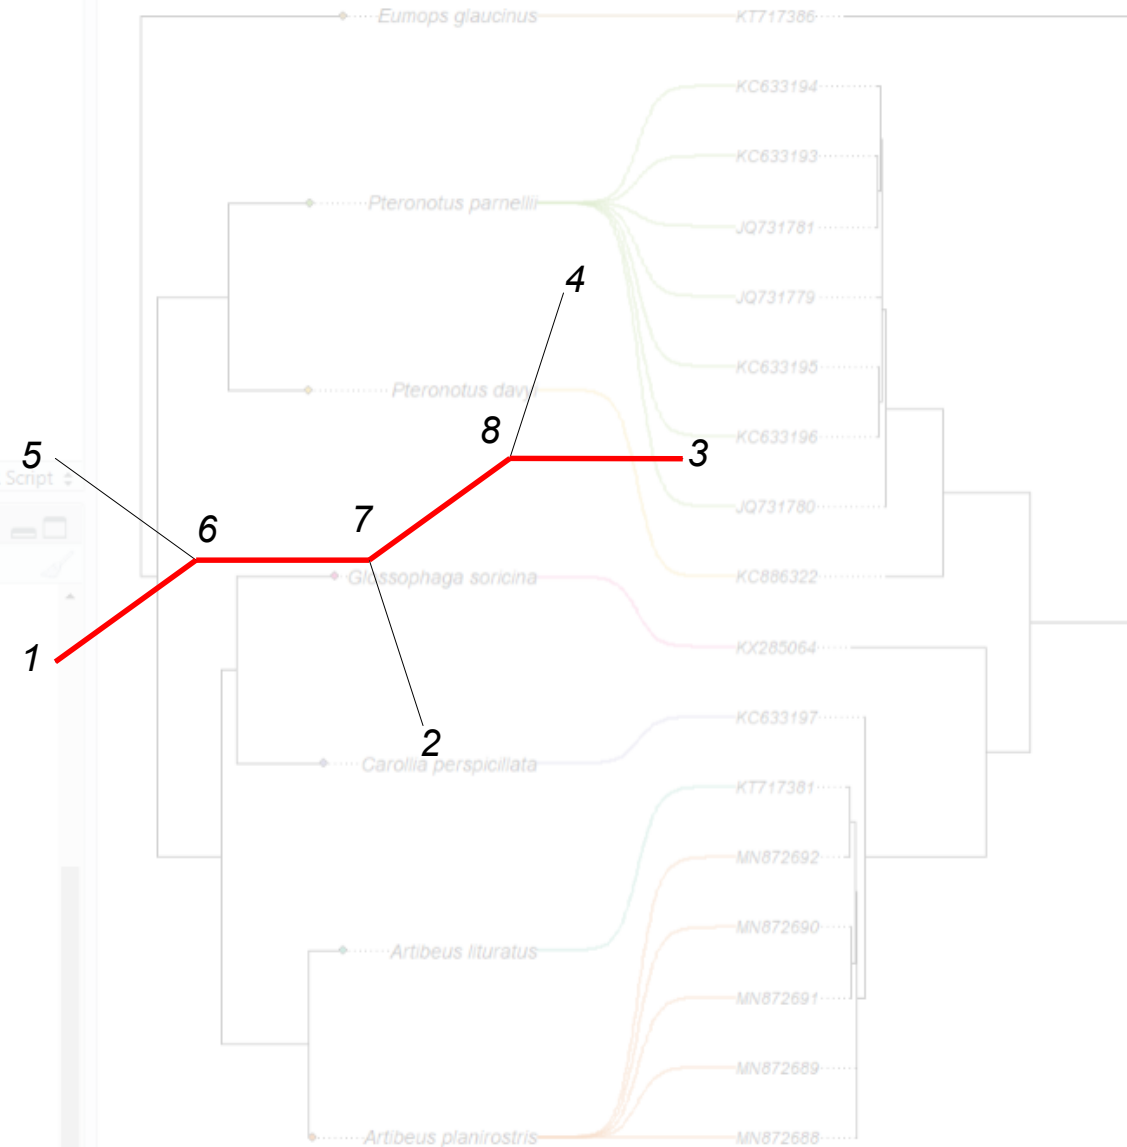 Eumops glaucinus KT717386
KC633194
KC633193
Pteronotus parnellii
JQ731781
4
JQ731779
KC633195
Pteronotus davyi
8
KC633196
5
3
Script
JQ731780
7
6
Glossophaga soricina KC886322
1
KX285064
KC633197
2
Carollia perspicillata
KT717381
MN872692
MN872690
Artibeus lituratus
MN872691
MN872689
Artibeus planirostris MN872688